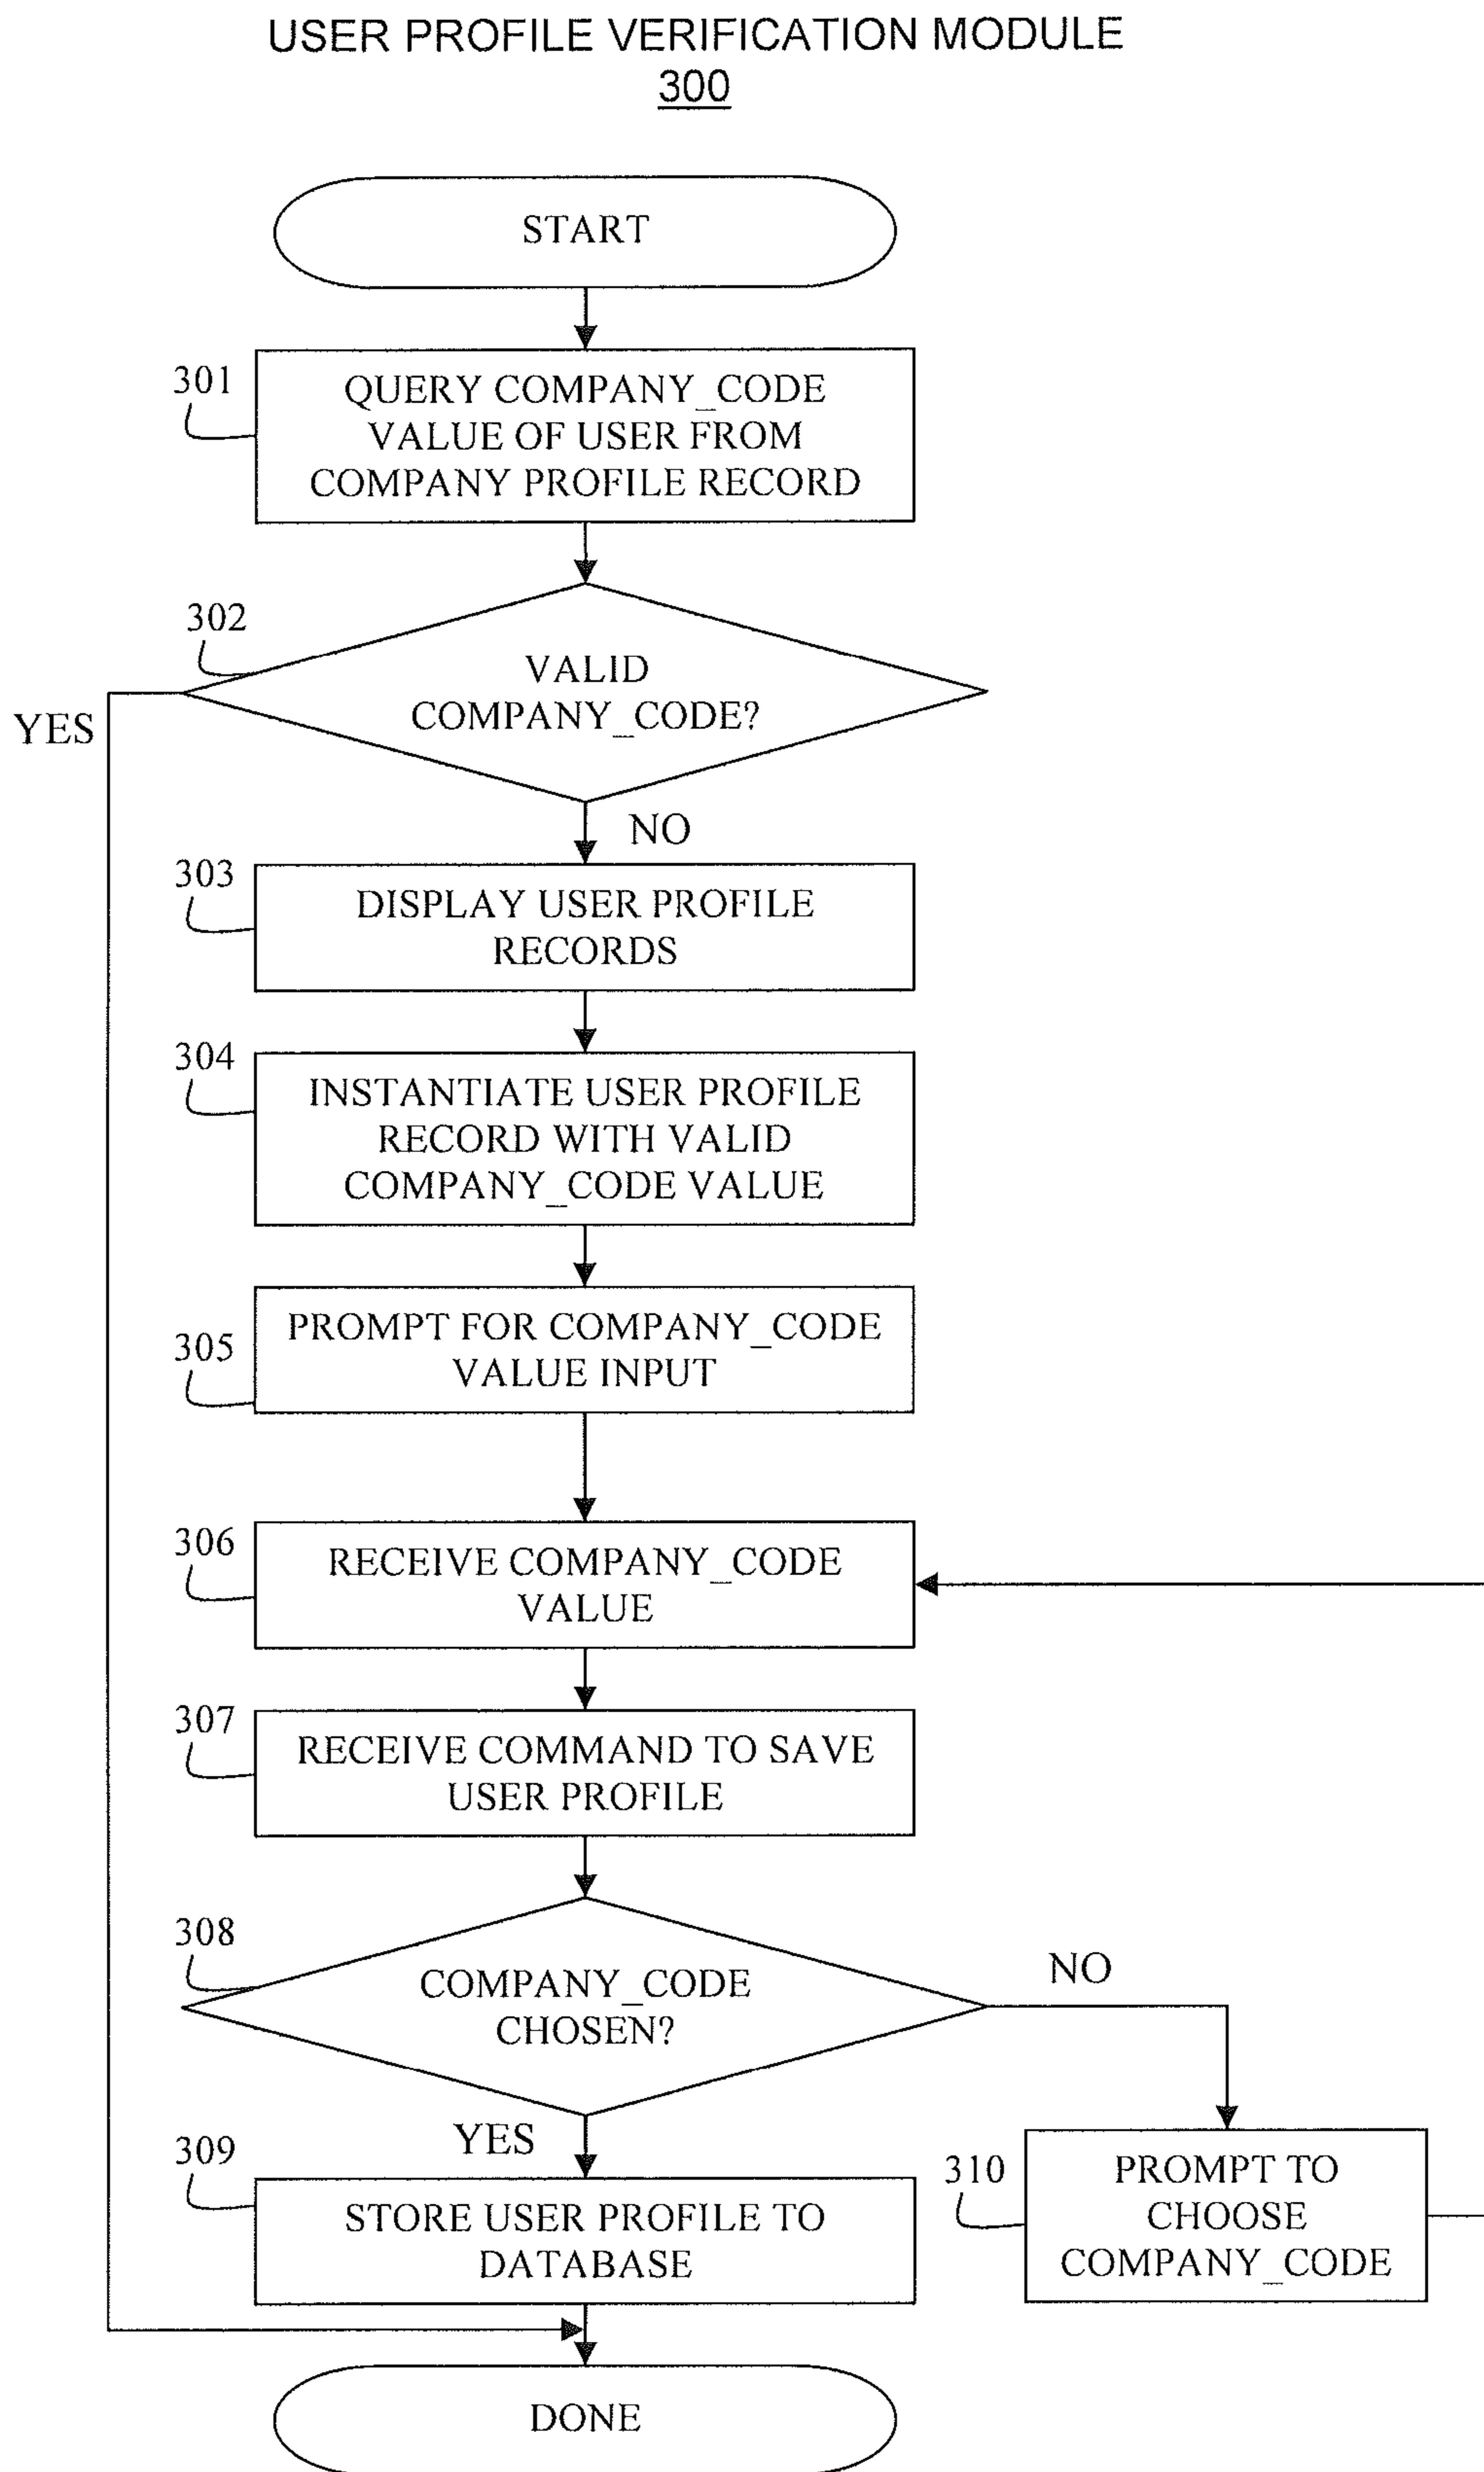 USER PROFILE VERIFICATION MODULE
300
START
301
QUERY COMPANY_CODE
VALUE OF USER FROM
COMPANY PROFILE RECORD
302
VALID
COMPANY_CODE?
YES
NO
303
DISPLAY USER PROFILE
RECORDS
304
INSTANTIATE USER PROFILE
RECORD WITH VALID
COMPANY_CODE VALUE
305
PROMPT FOR COMPANY_CODE
VALUE INPUT
306
RECEIVE COMPANY_CODE
VALUE
307
RECEIVE COMMAND TO SAVE
USER PROFILE
308
COMPANY_CODE
CHOSEN?
NO
YES
309
STORE USER PROFILE TO
DATABASE
310
PROMPT TO
CHOOSE
COMPANY_CODE
DONE